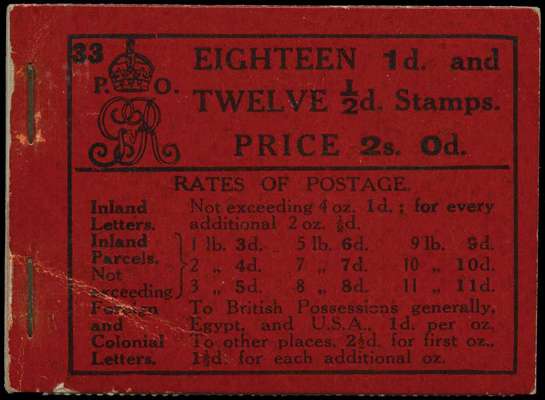 33
P. O.
GR
EIGHTEEN 1d. and
TWELVE ½d. Stamps.
PRICE 2s. 0d.
RATES OF POSTAGE.
Inland Letters. Not exceeding 4 oz. 1d.; for every
additional 2 oz. ½d.
Inland Parcels. Not exceeding
1 lb. 3d. 5 lb. 6d. 9 lb. 9d.
2 „ 4d. 7 „ 7d. 10 „ 10d.
3 „ 5d. 8 „ 8d. 11 „ 11d.
Foreign and Colonial Letters. To British Possessions generally,
Egypt, and U.S.A., 1d. per oz.
To other places, 2½d. for first oz.,
1½d. for each additional oz.